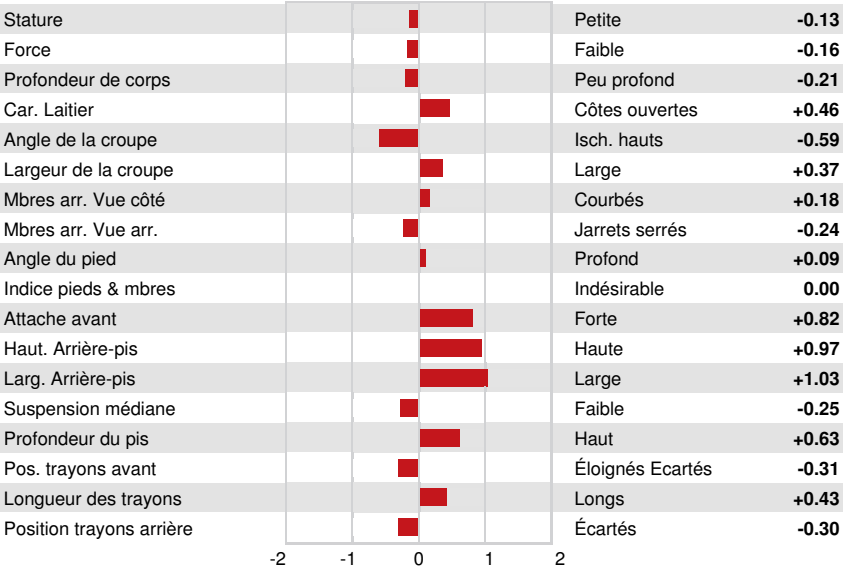 Stature Petite -0.13
Force Faible -0.16
Profondeur de corps Peu profond -0.21
Car. Laitier Côtes ouvertes +0.46
Angle de la croupe Isch. hauts -0.59
Largeur de la croupe Large +0.37
Mbres arr. Vue côté Courbés +0.18
Mbres arr. Vue arr. Jarrets serrés -0.24
Angle du pied Profond +0.09
Indice pieds & mbres Indésirable 0.00
Attache avant Forte +0.82
Haut. Arrière-pis Haute +0.97
Larg. Arrière-pis Large +1.03
Suspension médiane Faible -0.25
Profondeur du pis Haut +0.63
Pos. trayons avant Éloignés Ecartés -0.31
Longueur des trayons Longs +0.43
Position trayons arrière Écartés -0.30
-2 -1 0 1 2